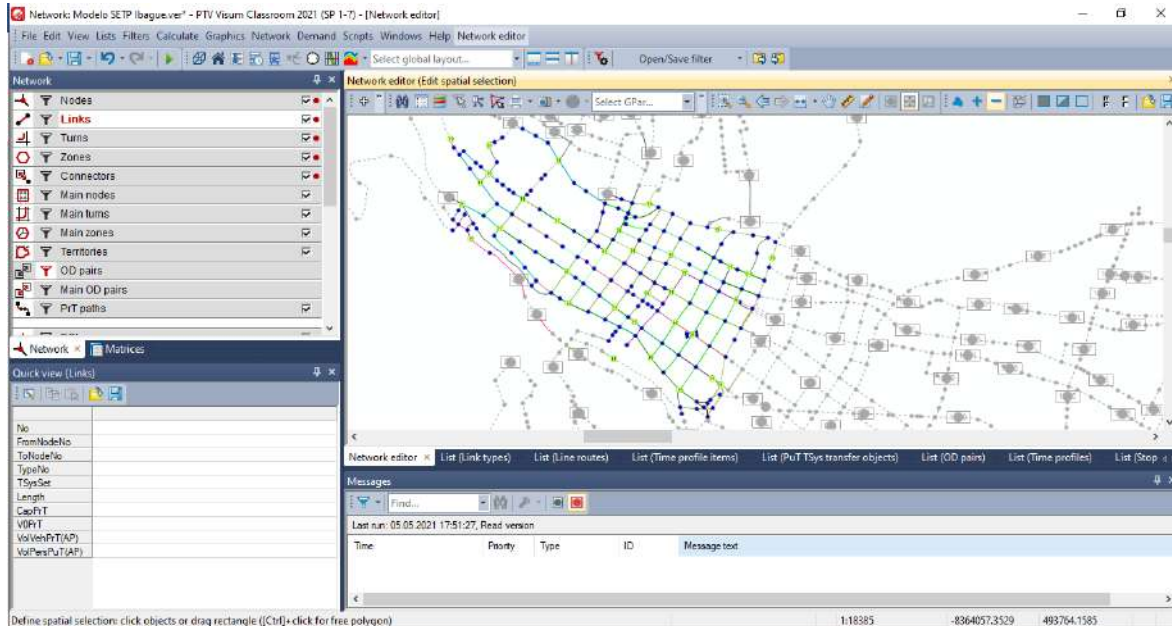 Network: Modelo SETP Ibague.ver* - PTV Visum Classroom 2021 (SP 1-7) - [Network editor]
File Edit View Lists Filters Calculate Graphics Network Demand Scripts Windows Help Network editor
Select global layout... Open/Save filter
Network
Nodes
Links
Turns
Zones
Connectors
Main nodes
Main turns
Main zones
Territories
OD pairs
Main OD pairs
PrT paths
Network × Matrices
Quick view (Links)
No
FromNodeNo
ToNodeNo
TypeNo
TSysSet
Length
CapPrT
V0PrT
VolVehPrT(AP)
VolPersPuT(AP)
Network editor (Edit spatial selection)
Select GPar...
Network editor × List (Link types) List (Line routes) List (Time profile items) List (PuT TSys transfer objects) List (OD pairs) List (Time profiles) List (Stop
Messages
Find...
Last run: 05.05.2021 17:51:27, Read version
Time Priority Type ID Message text
Define spatial selection: click objects or drag rectangle ([Ctrl]+click for free polygon) 1:18385 -8364057.3529 493764.1585